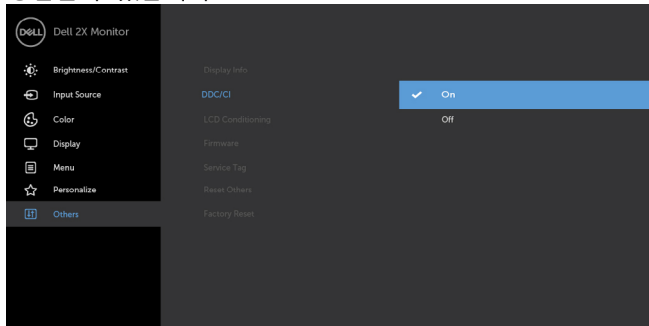 DELL
Dell 2X Monitor
Brightness/Contrast
Input Source
Color
Display
Menu
Personalize
Others
Display Info
DDC/CI
LCD Conditioning
Firmware
Service Tag
Reset Others
Factory Reset
On
Off